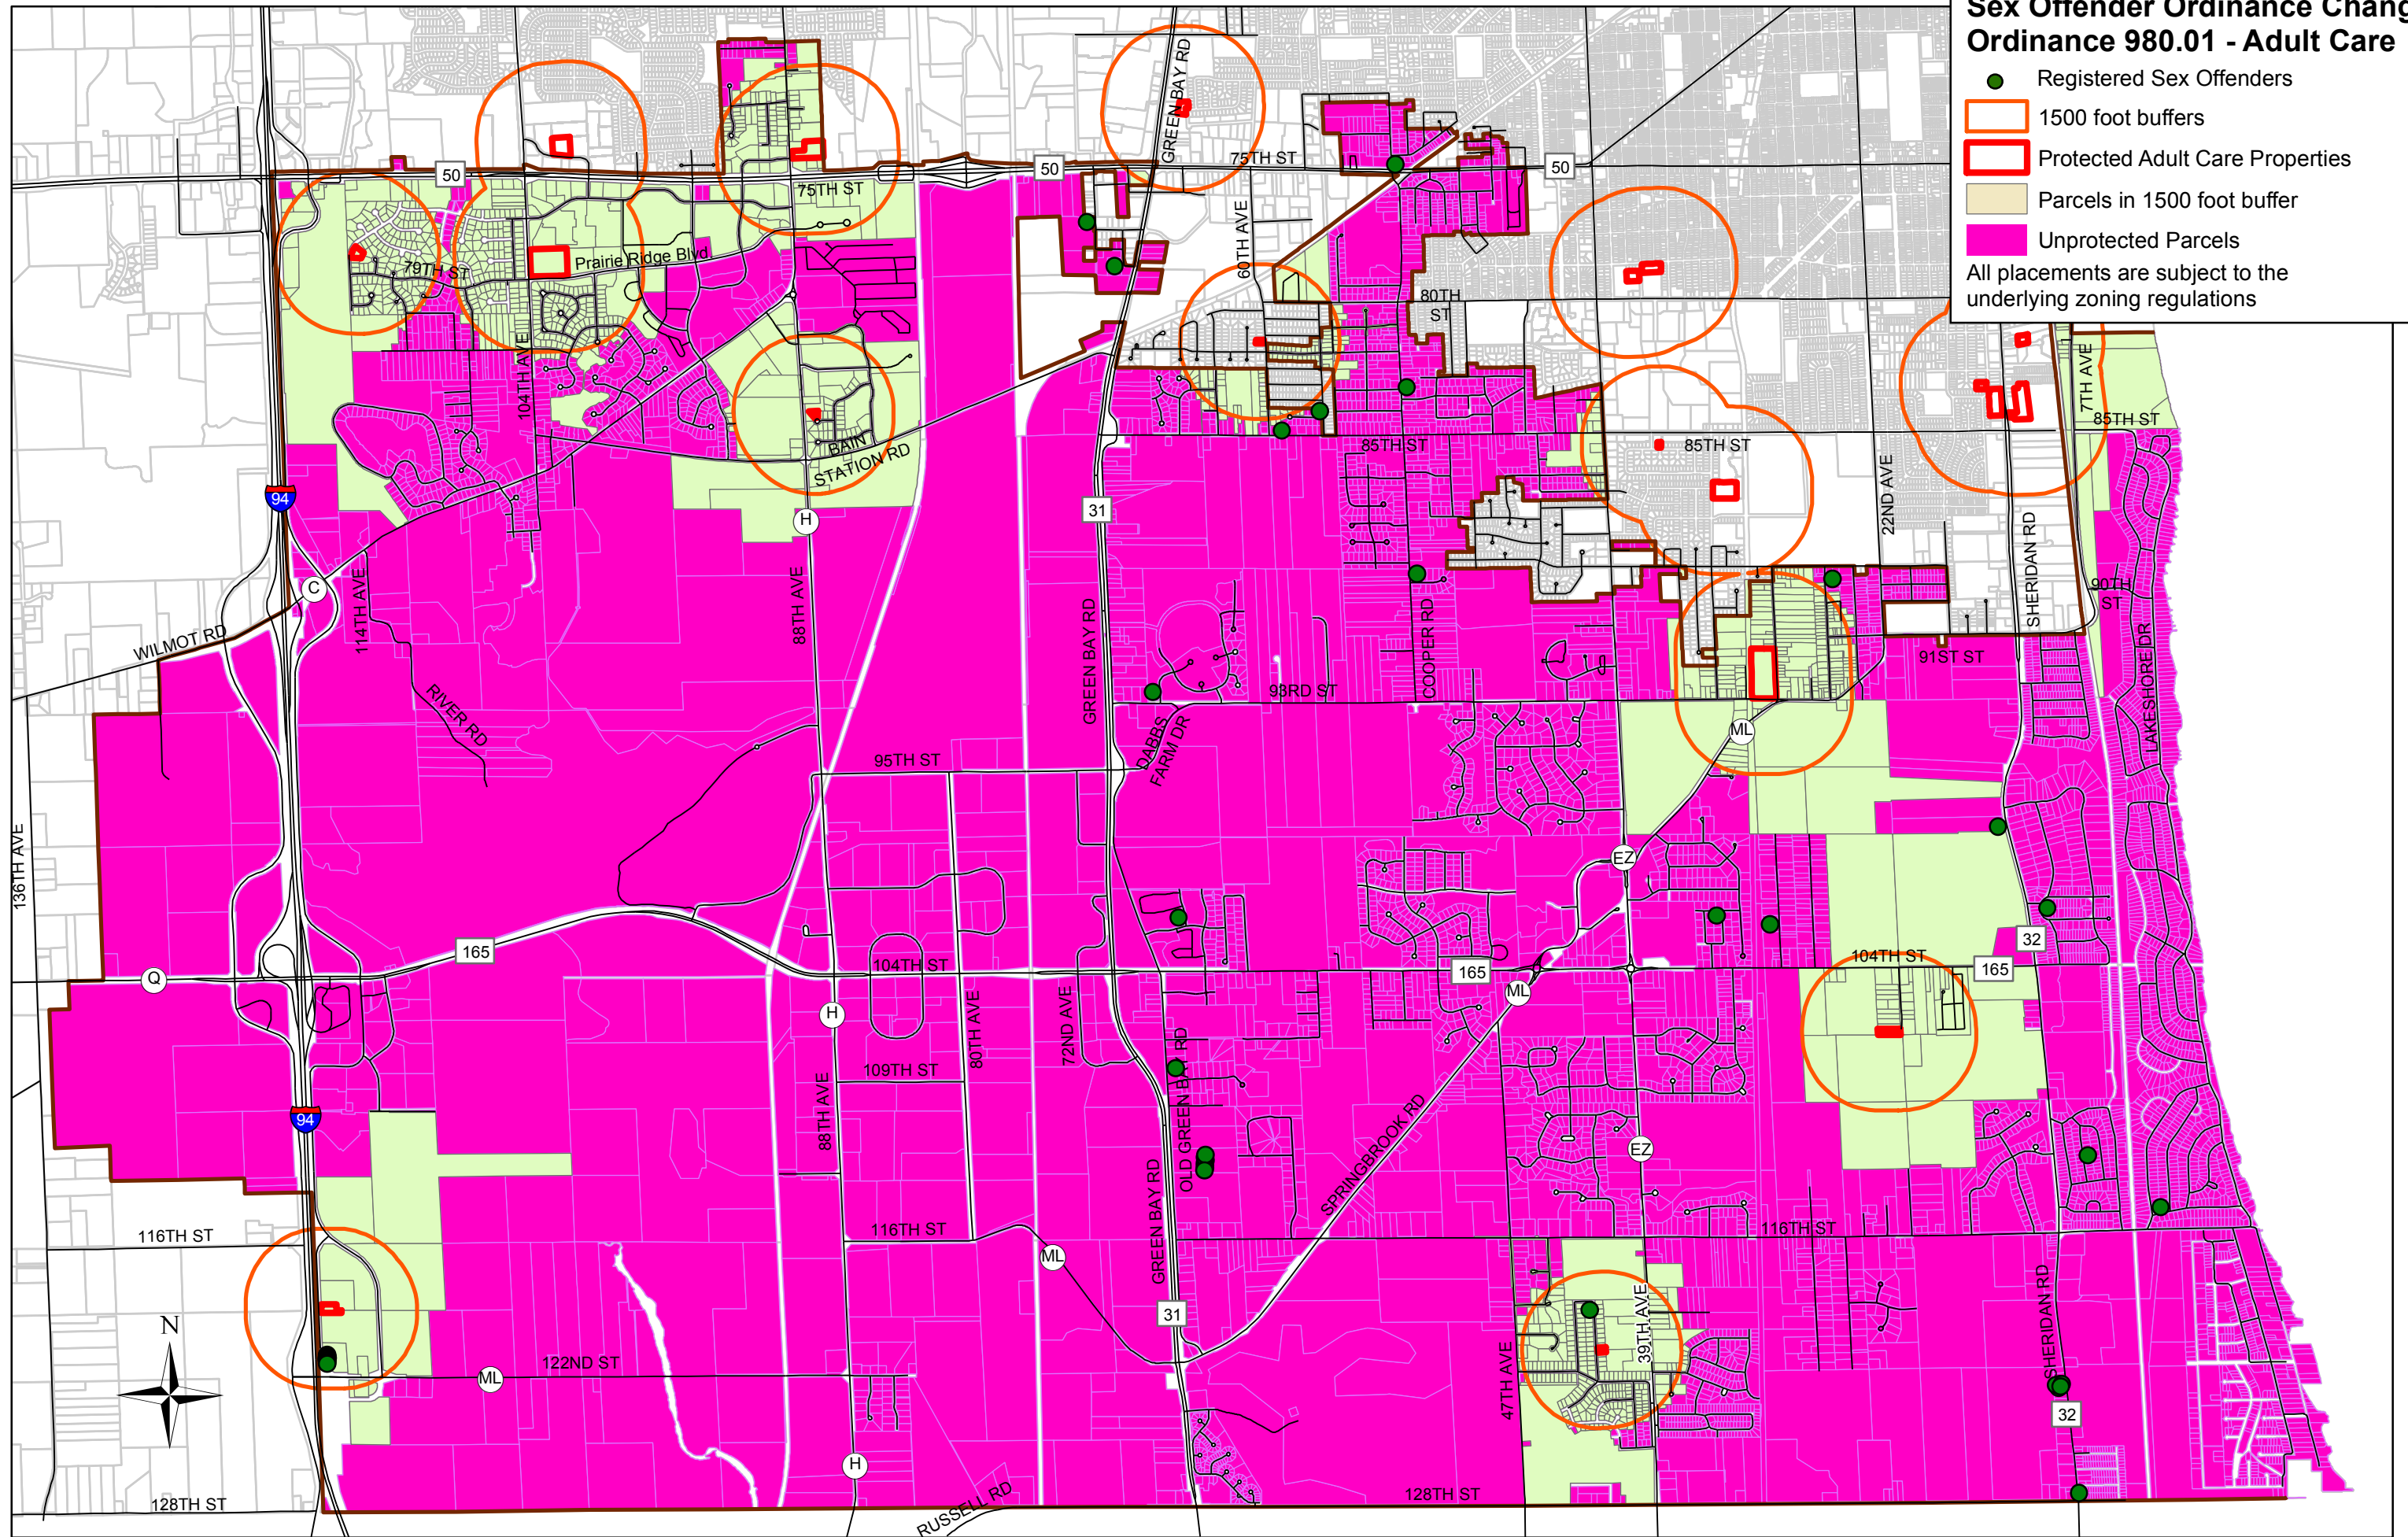 Sex Offender Ordinance Chang
Ordinance 980.01 - Adult Care
Registered Sex Offenders
1500 foot buffers
Protected Adult Care Properties
Parcels in 1500 foot buffer
Unprotected Parcels
All placements are subject to the
underlying zoning regulations
GREEN BAY RD
50
50
75TH ST
50
75TH ST
60TH AVE
79TH ST
Prairie Ridge Blvd
80TH
ST
104TH AVE
7TH AVE
85TH ST
BAIN
STATION RD
85TH ST
85TH ST
94
31
H
22ND AVE
SHERIDAN RD
C
114TH AVE
88TH AVE
GREEN BAY RD
COOPER RD
90TH
ST
WILMOT RD
91ST ST
LAKESHORE DR
RIVER RD
93RD ST
DABBS
FARM DR
ML
95TH ST
136TH AVE
EZ
165
104TH ST
165
104TH ST
165
32
Q
ML
H
80TH AVE
72ND AVE
OLD GREEN BAY RD
109TH ST
94
88TH AVE
SPRINGBROOK RD
EZ
GREEN BAY RD
116TH ST
116TH ST
116TH ST
ML
31
39TH AVE
SHERIDAN RD
N
122ND ST
ML
47TH AVE
32
H
128TH ST
RUSSELL RD
128TH ST